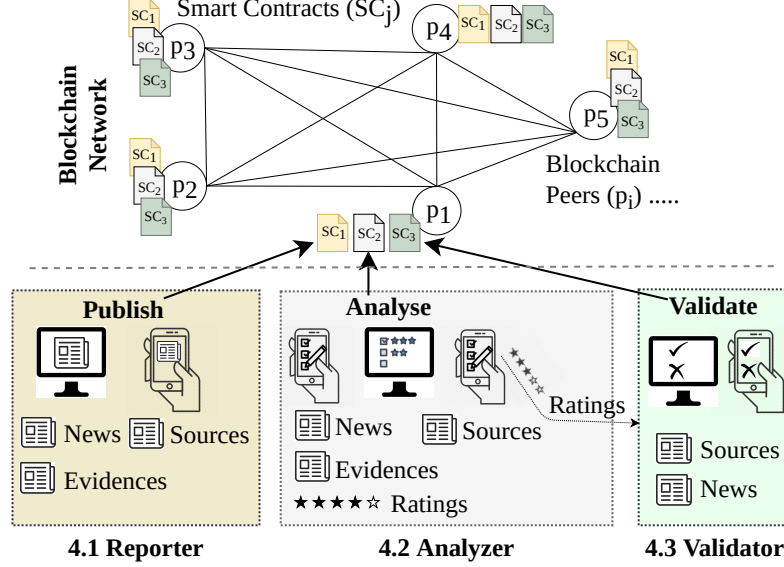 Smart Contracts (SCj)
SC1
SC2
SC3
p3
p4
SC1
SC2
SC3
SC1
SC2
SC3
p5
Blockchain
Network
SC1
SC2
SC3
p2
Blockchain
Peers (pi) .....
p1
SC1
SC2
SC3
Publish
Analyse
Validate
Ratings
News
Sources
Evidences
News
Sources
Evidences
Ratings
Sources
News
4.1 Reporter
4.2 Analyzer
4.3 Validator